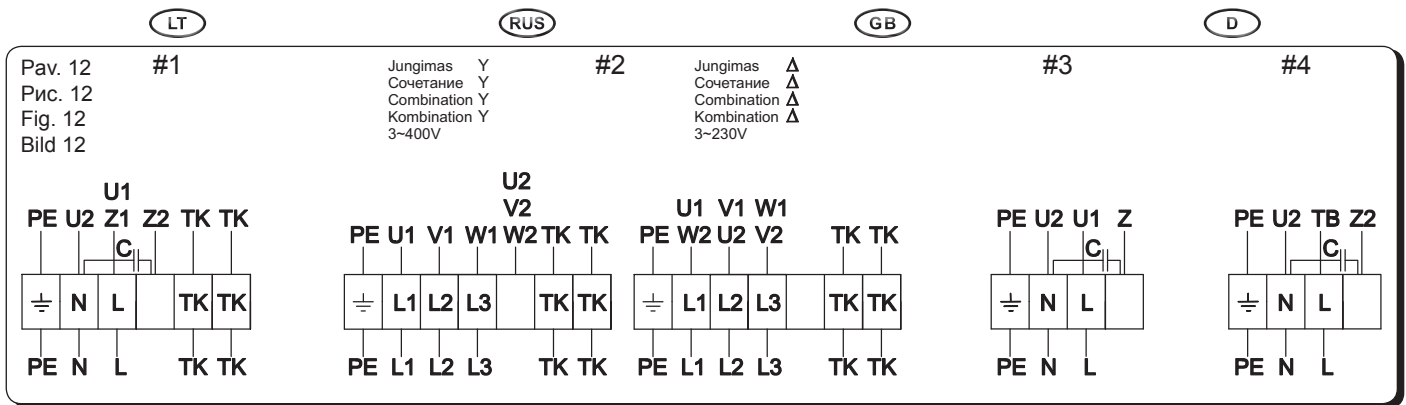 LT RUS GB D
Pav. 12
Рис. 12
Fig. 12
Bild 12
#1
U1
PE U2 Z1 Z2 TK TK
C
N L TK TK
PE N L TK TK
#2
Jungimas Y
Сочетание Y
Combination Y
Kombination Y
3~400V
U2
V2
PE U1 V1 W1 W2 TK TK
L1 L2 L3 TK TK
PE L1 L2 L3 TK TK
Jungimas Δ
Сочетание Δ
Combination Δ
Kombination Δ
3~230V
U1 V1 W1
PE W2 U2 V2 TK TK
L1 L2 L3 TK TK
PE L1 L2 L3 TK TK
#3
PE U2 U1 Z
C
N L
PE N L
#4
PE U2 TB Z2
C
N L
PE N L